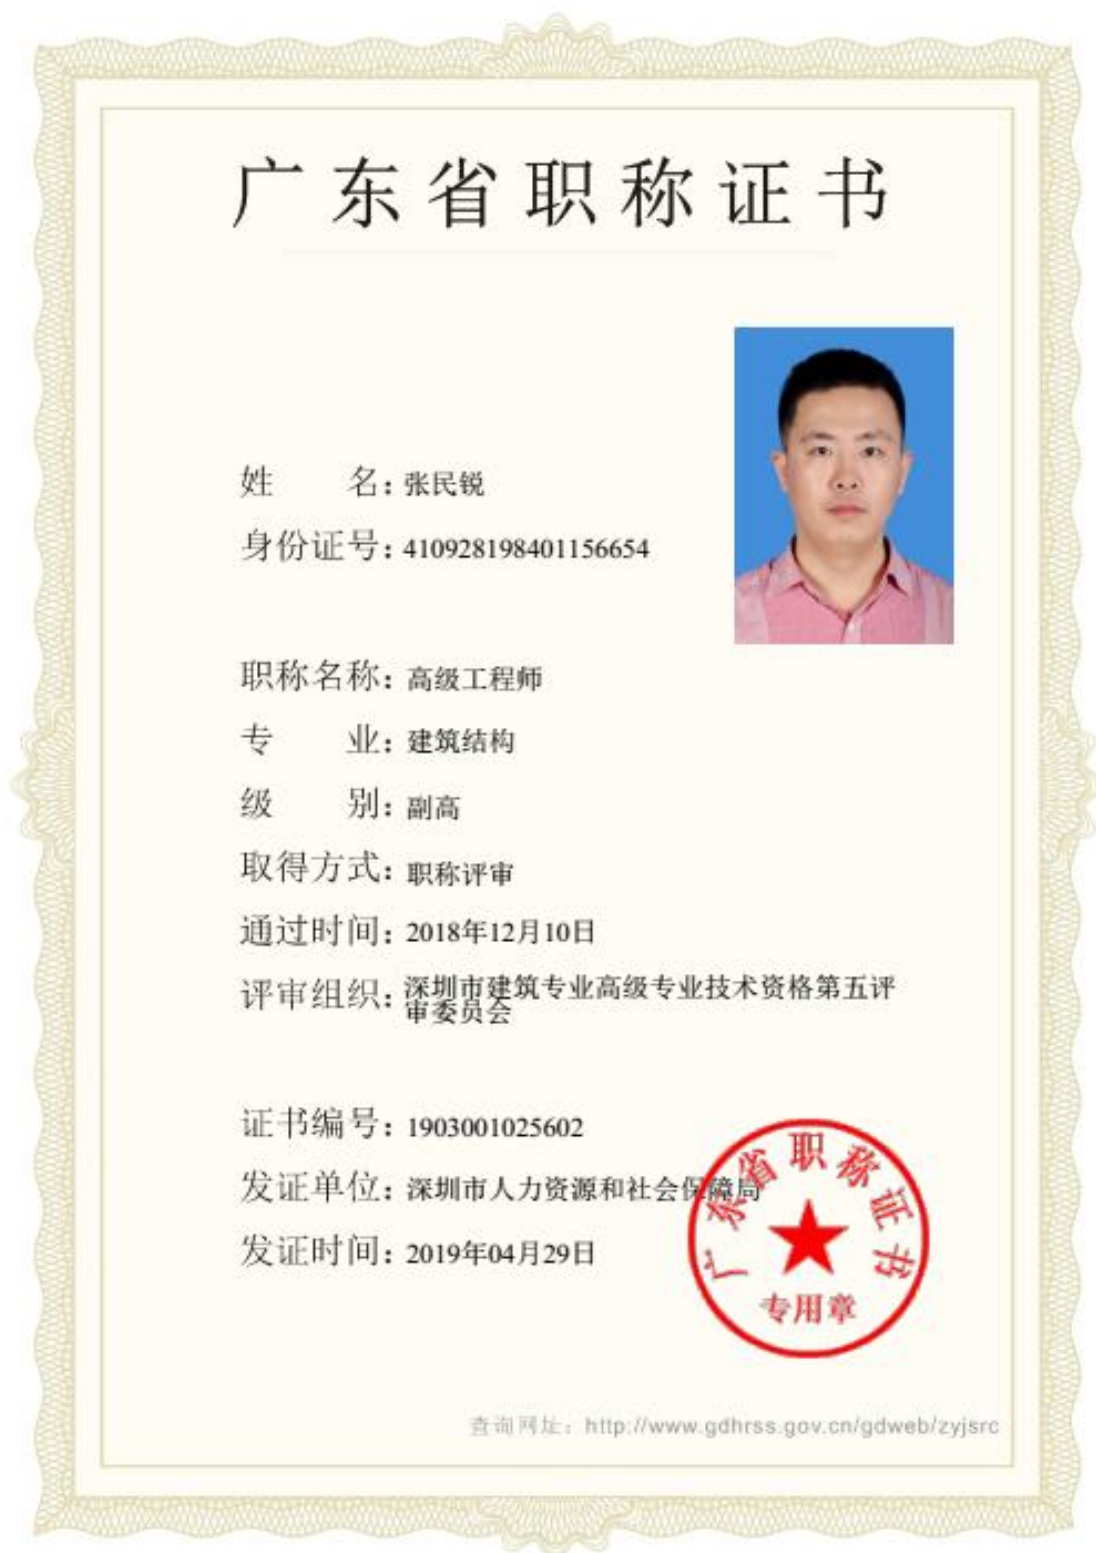 广东省职称证书
姓 名：张民锐
身份证号：410928198401156654
职称名称：高级工程师
专 业：建筑结构
级 别：副高
取得方式：职称评审
通过时间：2018年12月10日
评审组织：深圳市建筑专业高级专业技术资格第五评
审委员会
证书编号：1903001025602
发证单位：深圳市人力资源和社会保障局
发证时间：2019年04月29日
广东省职称证书
专用章
查询网址：http://www.gdhrss.gov.cn/gdweb/zyjsrc